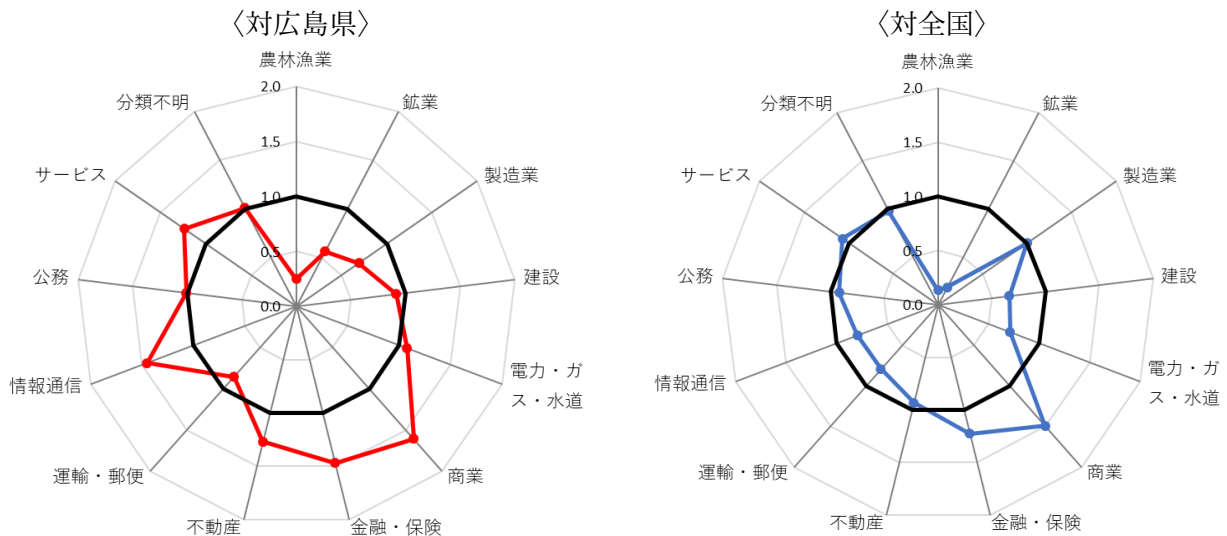 〈対広島県〉
農林漁業
鉱業
製造業
建設
電力・ガ
ス・水道
商業
金融・保険
不動産
運輸・郵便
情報通信
公務
サービス
分類不明
2.0
1.5
1.0
0.5
0.0
〈対全国〉
農林漁業
鉱業
製造業
建設
電力・ガ
ス・水道
商業
金融・保険
不動産
運輸・郵便
情報通信
公務
サービス
分類不明
2.0
1.5
1.0
0.5
0.0